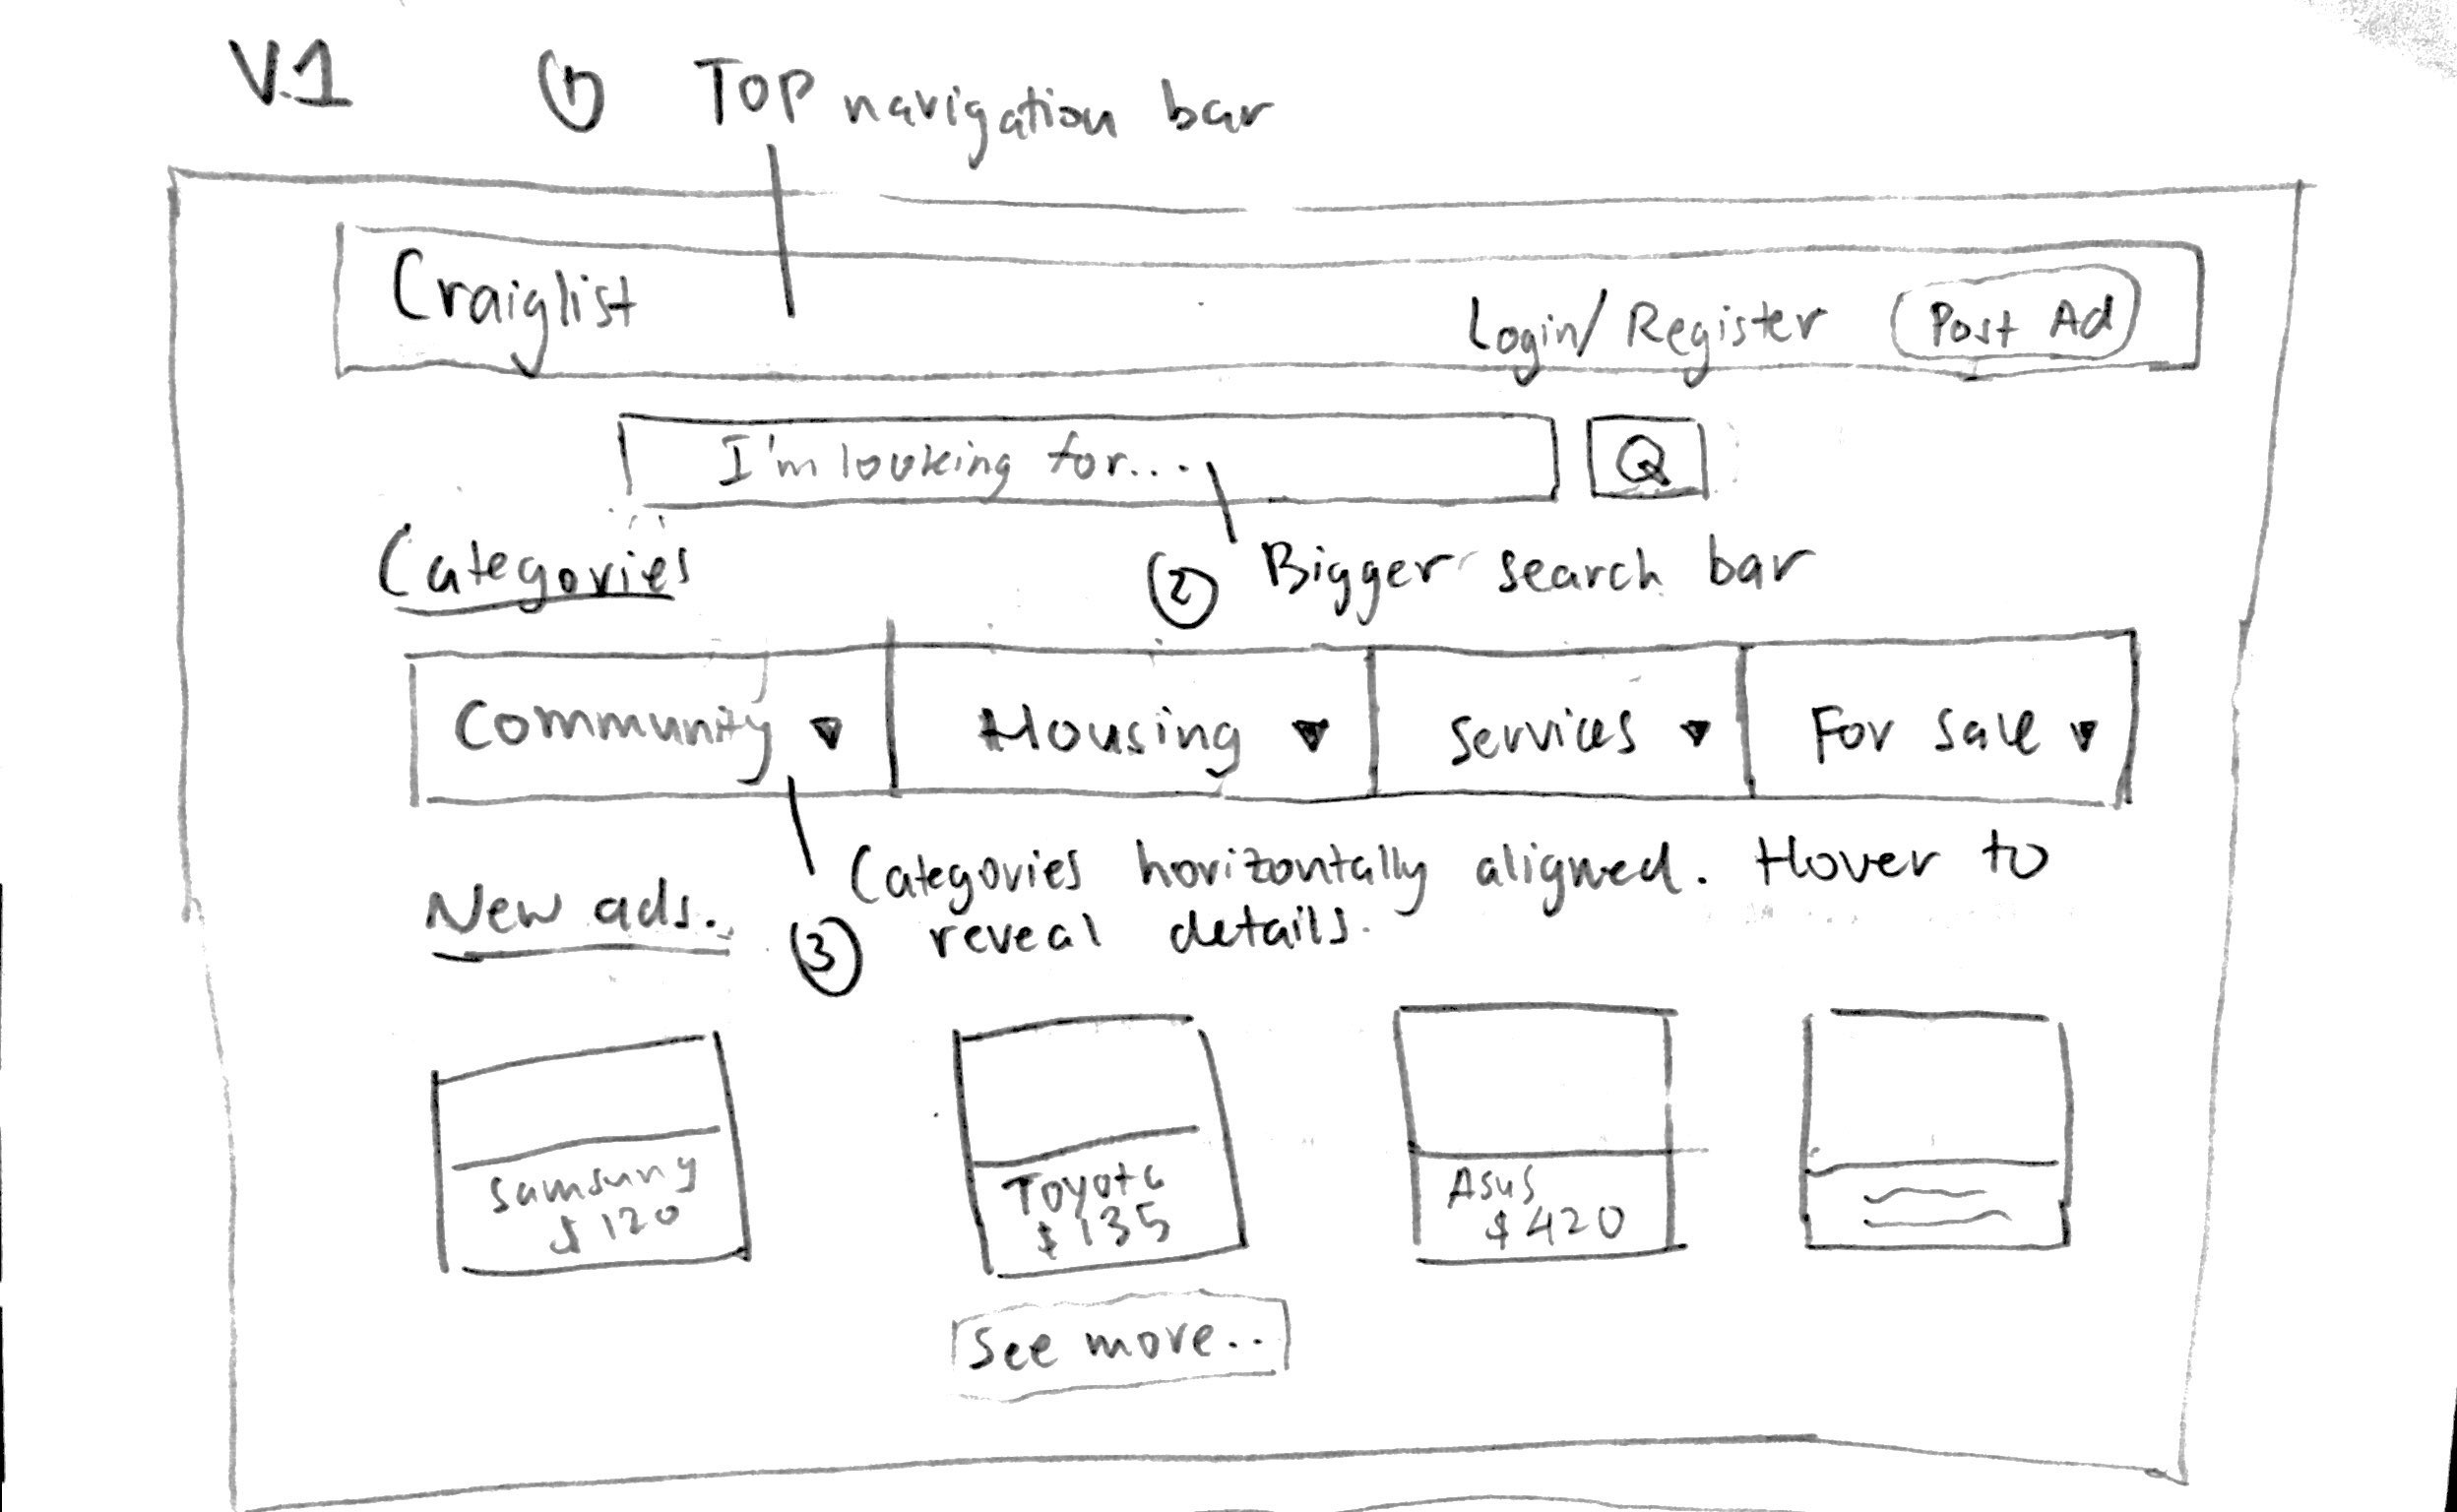 V.1
① Top navigation bar
Craiglist
Login/Register
Post Ad
I'm looking for...
Categories
② Bigger search bar
Community ▾
Housing ▾
Services ▾
For Sale ▾
Categories horizontally aligned. Hover to
New ads.
③ reveal details.
Samsung
$120
Toyota
$135
Asus
$420
See more..